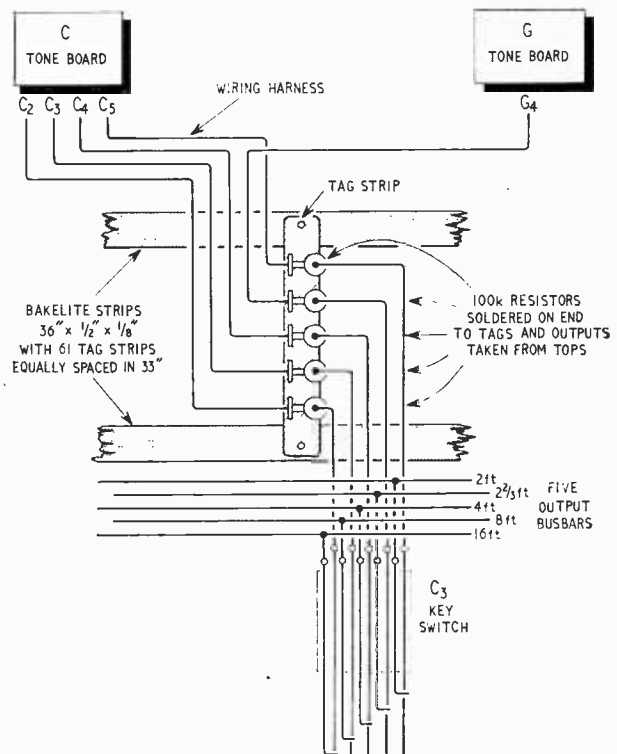 C
TONE BOARD
G
TONE BOARD
C2 C3 C4 C5
G4
WIRING HARNESS
TAG STRIP
BAKELITE STRIPS
36" x 1/2" x 1/8"
WITH 61 TAG STRIPS
EQUALLY SPACED IN 33"
100k RESISTORS
SOLDERED ON END
TO TAGS AND OUTPUTS
TAKEN FROM TOPS
2ft
2 2/3ft
4ft
8ft
16ft
FIVE
OUTPUT
BUSBARS
C3
KEY
SWITCH